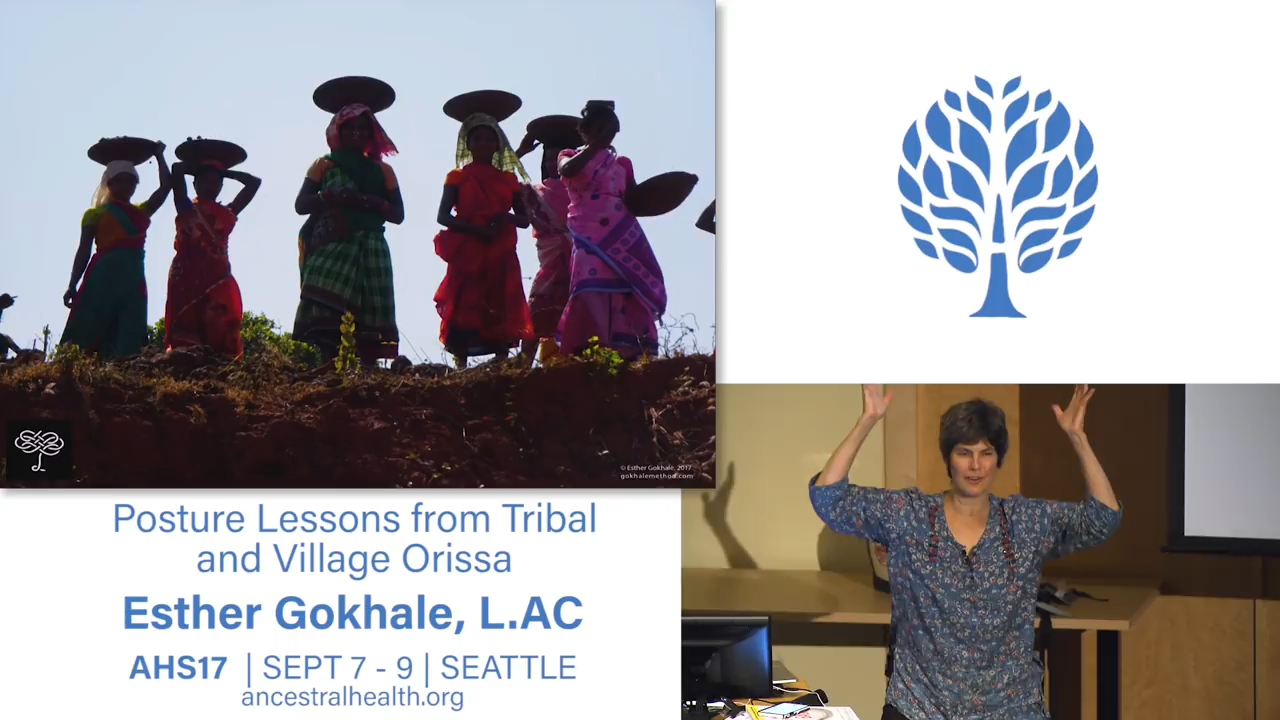 © Esther Gokhale, 2017
gokhalemethod.com
Posture Lessons from Tribal
and Village Orissa
Esther Gokhale, L.AC
AHS17 | SEPT 7 - 9 | SEATTLE
ancestralhealth.org